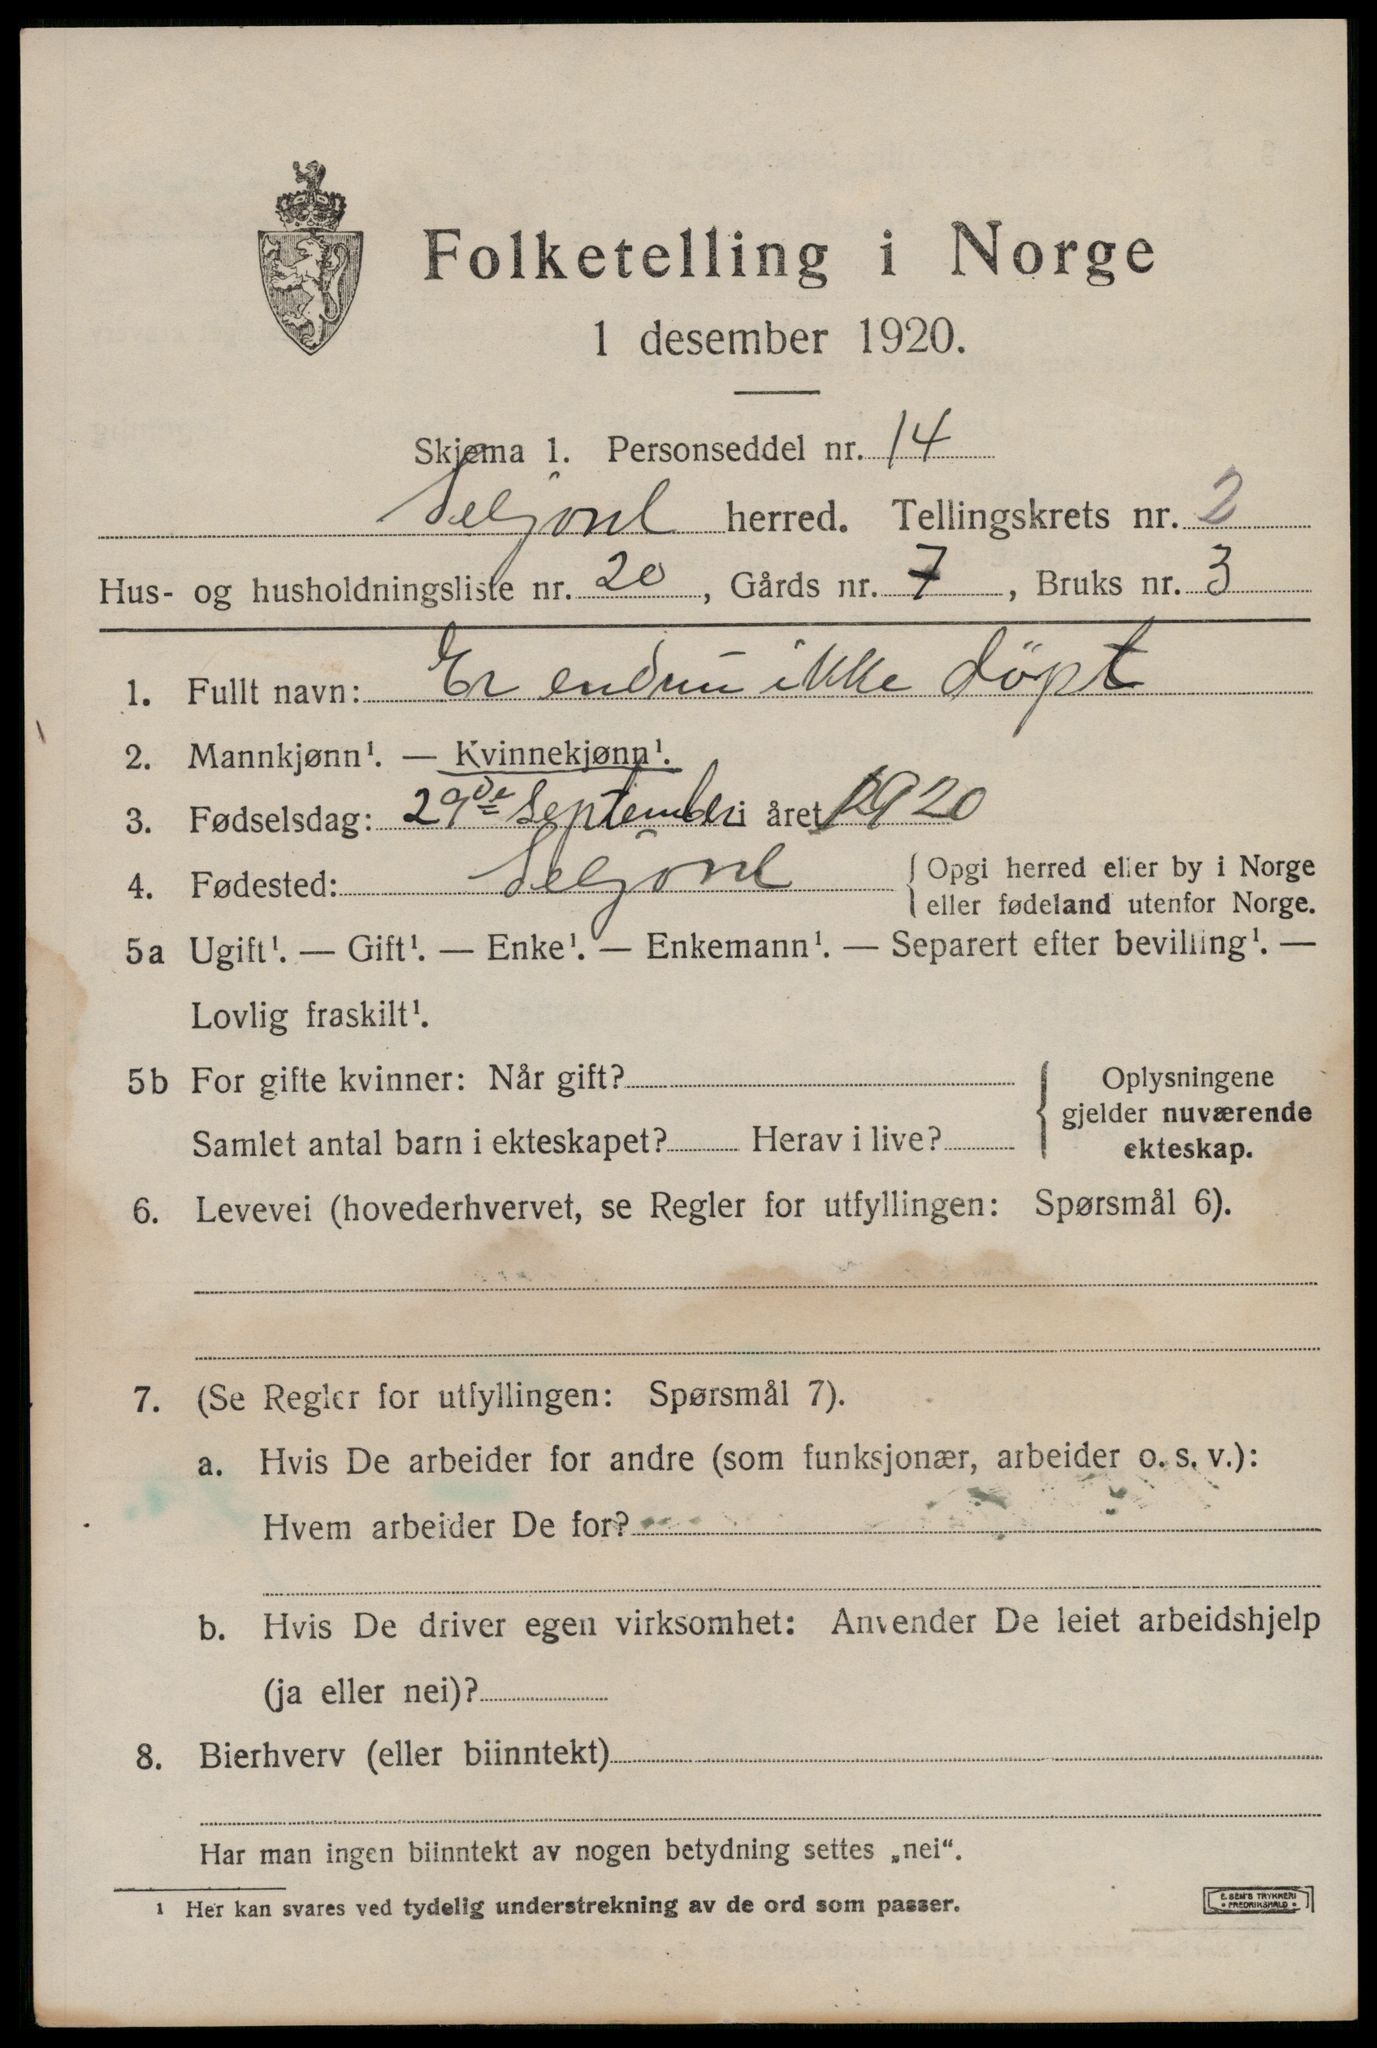 Folketelling i Norge
1 desember 1920.
Skjema 1. Personseddel nr. 14
Seljord herred. Tellingskrets nr. 2
Hus- og husholdningsliste nr. 20, Gårds nr. 7, Bruks nr. 3
1. Fullt navn: Er endnu ikke døpt
2. Mannkjønn¹. — Kvinnekjønn¹.
3. Fødselsdag: 29de September i året 1920
4. Fødested: Seljord { Opgi herred eller by i Norge
eller fødeland utenfor Norge.
5a Ugift¹. — Gift¹. — Enke¹. — Enkemann¹. — Separert efter bevilling¹. —
Lovlig fraskilt¹.
5b For gifte kvinner: Når gift? { Oplysningene
gjelder nuværende
Samlet antal barn i ekteskapet? Herav i live? ekteskap.
6. Levevei (hovederhvervet, se Regler for utfyllingen: Spørsmål 6).
7. (Se Regler for utfyllingen: Spørsmål 7).
a. Hvis De arbeider for andre (som funksjonær, arbeider o. s. v.):
Hvem arbeider De for?
b. Hvis De driver egen virksomhet: Anvender De leiet arbeidshjelp
(ja eller nei)?
8. Bierhverv (eller biinntekt)
Har man ingen biinntekt av nogen betydning settes „nei“.
¹ Her kan svares ved tydelig understrekning av de ord som passer.
E. SEM'S TRYKKERI
• FREDRIKSHALD •